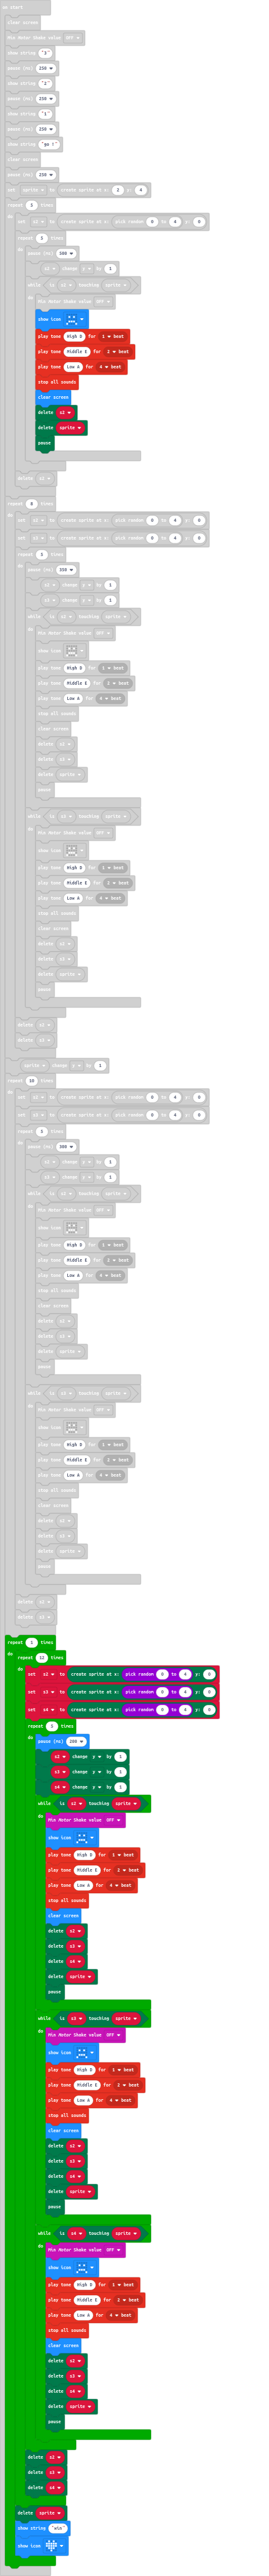 on start
clear screen
Min Motor Shake value OFF
show string "3"
pause (ms) 250
show string "2"
pause (ms) 250
show string "1"
pause (ms) 250
show string "go !"
clear screen
pause (ms) 250
set sprite to create sprite at x: 2 y: 4
repeat times
do set s2 to create sprite at x: pick random 0 to 4 y: 0
repeat times
do pause (ms)
s2 change y by 1
while is s2 touching sprite
do Min Motor Shake value OFF
show icon
play tone High D for 1 beat
play tone Middle E for 2 beat
play tone Low A for 4 beat
stop all sounds
clear screen
delete s2
delete sprite
pause
delete s2
repeat times
do set s2 to create sprite at x: pick random 0 to 4 y: 0
set s3 to create sprite at x: pick random 0 to 4 y: 0
repeat times
do pause (ms)
s2 change y by 1
s3 change y by 1
while is s2 touching sprite
do Min Motor Shake value OFF
show icon
play tone High D for 1 beat
play tone Middle E for 2 beat
play tone Low A for 4 beat
stop all sounds
clear screen
delete s2
delete s3
delete sprite
pause
while is s3 touching sprite
do Min Motor Shake value OFF
show icon
play tone High D for 1 beat
play tone Middle E for 2 beat
play tone Low A for 4 beat
stop all sounds
clear screen
delete s2
delete s3
delete sprite
pause
delete s2
delete s3
sprite change y by 1
repeat 10 times
do set s2 to create sprite at x: pick random 0 to 4 y: 0
set s3 to create sprite at x: pick random 0 to 4 y: 0
repeat times
do pause (ms) 300
s2 change y by 1
s3 change y by 1
while is s2 touching sprite
do Min Motor Shake value OFF
show icon
play tone High D for 1 beat
play tone Middle E for 2 beat
play tone Low A for 4 beat
stop all sounds
clear screen
delete s2
delete s3
delete sprite
pause
while is s3 touching sprite
do Min Motor Shake value OFF
show icon
play tone High D for 1 beat
play tone Middle E for 2 beat
play tone Low A for 4 beat
stop all sounds
clear screen
delete s2
delete s3
delete sprite
pause
delete s2
delete s3
repeat 1 times
do repeat 12 times
do set s2 to create sprite at x: pick random 0 to 4 y: 0
set s3 to create sprite at x: pick random 0 to 4 y: 0
set s4 to create sprite at x: pick random 0 to 4 y: 0
repeat times
do pause (ms) 280
s2 change y by 1
s3 change y by 1
s4 change y by 1
while is s2 touching sprite
do Min Motor Shake value OFF
show icon
play tone High D for 1 beat
play tone Middle E for 2 beat
play tone Low A for 4 beat
stop all sounds
clear screen
delete s2
delete s3
delete s4
delete sprite
pause
while is s3 touching sprite
do Min Motor Shake value OFF
show icon
play tone High D for 1 beat
play tone Middle E for 2 beat
play tone Low A for 4 beat
stop all sounds
clear screen
delete s2
delete s3
delete s4
delete sprite
pause
while is s4 touching sprite
do Min Motor Shake value OFF
show icon
play tone High D for 1 beat
play tone Middle E for 2 beat
play tone Low A for 4 beat
stop all sounds
clear screen
delete s2
delete s3
delete s4
delete sprite
pause
delete s2
delete s3
delete s4
delete sprite
show string "win"
show icon